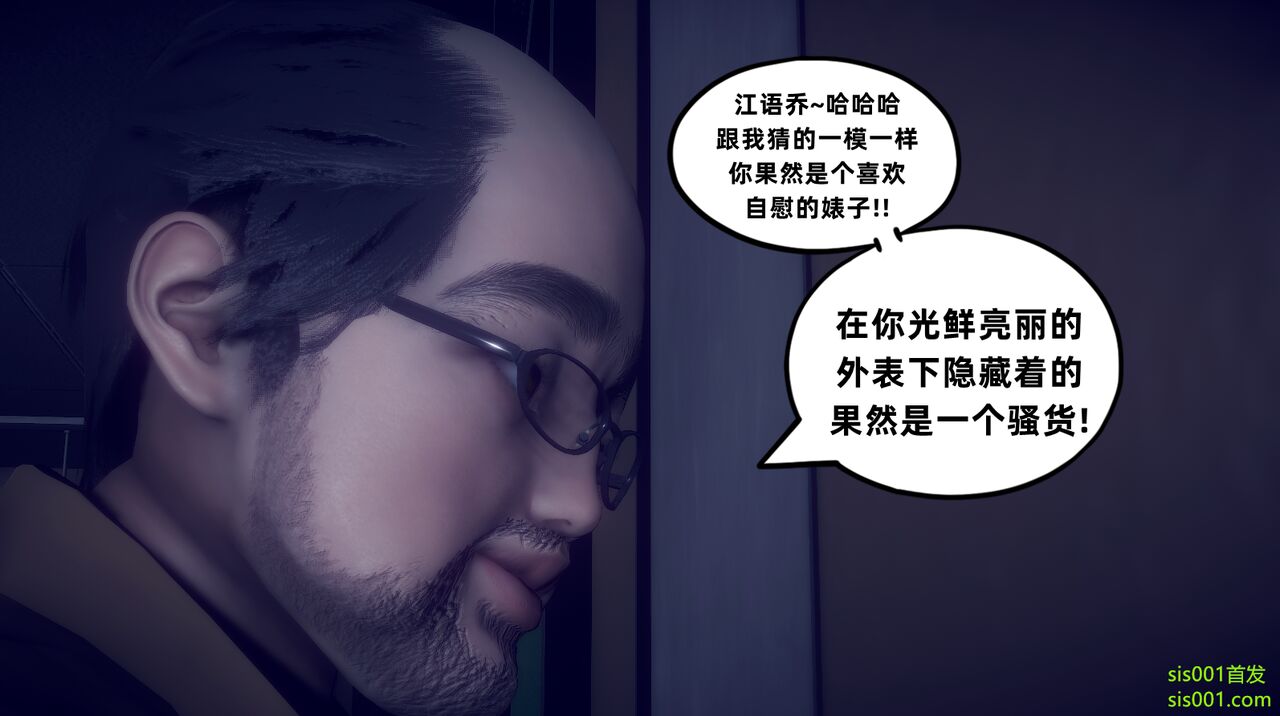 江语乔~哈哈哈
跟我猜的一模一样
你果然是个喜欢
自慰的婊子!!
在你光鲜亮丽的
外表下隐藏着的
果然是一个骚货!
sis001首发
sis001.com